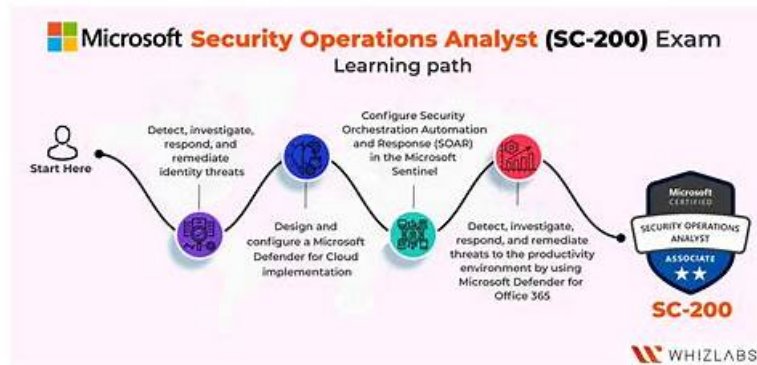 Microsoft Security Operations Analyst (SC-200) Exam
Learning path
Start Here
Detect, investigate,
respond, and
remediate
identity threats
Design and
configure a Microsoft
Defender for Cloud
implementation
Configure Security
Orchestration Automation
and Response (SOAR)
in the Microsoft
Sentinel
Detect, investigate,
respond, and remediate
threats to the productivity
environment by using
Microsoft Defender for
Office 365
Microsoft
CERTIFIED
SECURITY OPERATIONS
ANALYST
ASSOCIATE
SC-200
WHIZLABS